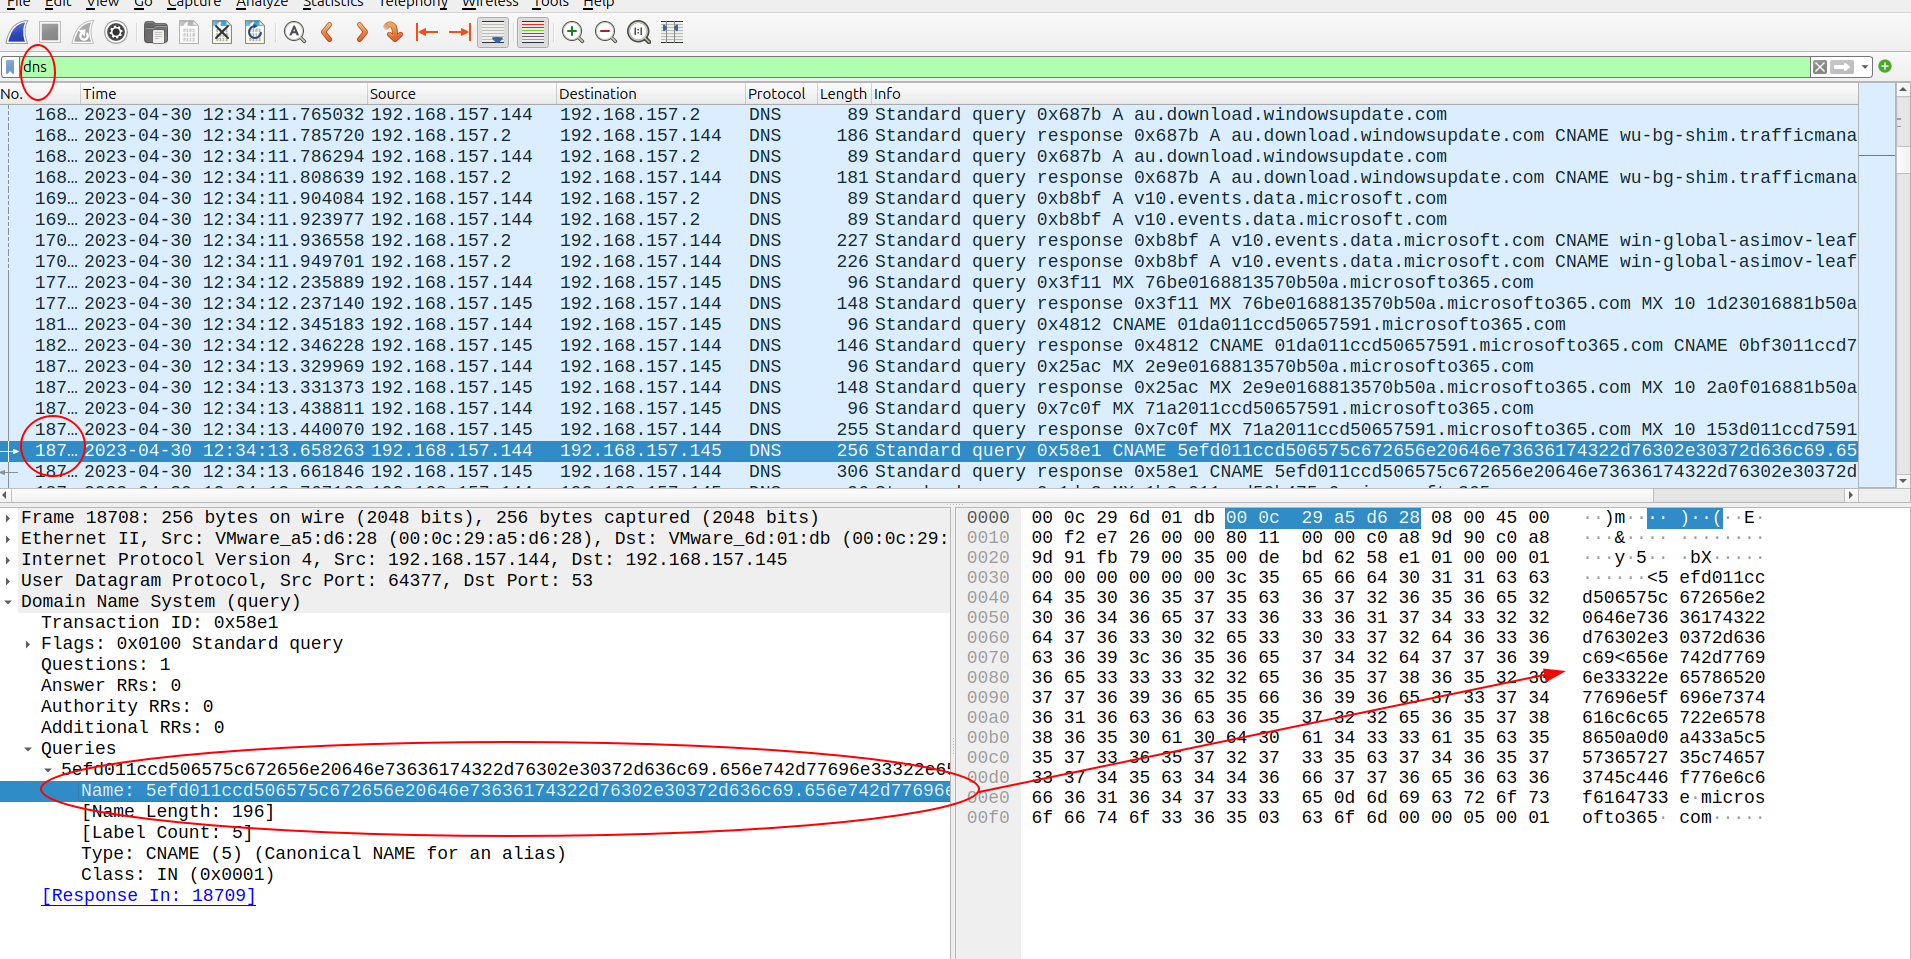 File Edit View Go Capture Analyze Statistics Telephony Wireless Tools Help
dns
No. Time Source Destination Protocol Length Info
168… 2023-04-30 12:34:11.765032 192.168.157.144 192.168.157.2 DNS 89 Standard query 0x687b A au.download.windowsupdate.com
168… 2023-04-30 12:34:11.785720 192.168.157.2 192.168.157.144 DNS 186 Standard query response 0x687b A au.download.windowsupdate.com CNAME wu-bg-shim.trafficmana
168… 2023-04-30 12:34:11.786294 192.168.157.144 192.168.157.2 DNS 89 Standard query 0x687b A au.download.windowsupdate.com
168… 2023-04-30 12:34:11.808639 192.168.157.2 192.168.157.144 DNS 181 Standard query response 0x687b A au.download.windowsupdate.com CNAME wu-bg-shim.trafficmana
169… 2023-04-30 12:34:11.904084 192.168.157.144 192.168.157.2 DNS 89 Standard query 0xb8bf A v10.events.data.microsoft.com
169… 2023-04-30 12:34:11.923977 192.168.157.144 192.168.157.2 DNS 89 Standard query 0xb8bf A v10.events.data.microsoft.com
170… 2023-04-30 12:34:11.936558 192.168.157.2 192.168.157.144 DNS 227 Standard query response 0xb8bf A v10.events.data.microsoft.com CNAME win-global-asimov-leaf
170… 2023-04-30 12:34:11.949701 192.168.157.2 192.168.157.144 DNS 226 Standard query response 0xb8bf A v10.events.data.microsoft.com CNAME win-global-asimov-leaf
177… 2023-04-30 12:34:12.235889 192.168.157.144 192.168.157.145 DNS 96 Standard query 0x3f11 MX 76be0168813570b50a.microsofto365.com
177… 2023-04-30 12:34:12.237140 192.168.157.145 192.168.157.144 DNS 148 Standard query response 0x3f11 MX 76be0168813570b50a.microsofto365.com MX 10 1d23016881b50a
181… 2023-04-30 12:34:12.345183 192.168.157.144 192.168.157.145 DNS 96 Standard query 0x4812 CNAME 01da011ccd50657591.microsofto365.com
182… 2023-04-30 12:34:12.346228 192.168.157.145 192.168.157.144 DNS 146 Standard query response 0x4812 CNAME 01da011ccd50657591.microsofto365.com CNAME 0bf3011ccd7
187… 2023-04-30 12:34:13.329969 192.168.157.144 192.168.157.145 DNS 96 Standard query 0x25ac MX 2e9e0168813570b50a.microsofto365.com
187… 2023-04-30 12:34:13.331373 192.168.157.145 192.168.157.144 DNS 148 Standard query response 0x25ac MX 2e9e0168813570b50a.microsofto365.com MX 10 2a0f016881b50a
187… 2023-04-30 12:34:13.438811 192.168.157.144 192.168.157.145 DNS 96 Standard query 0x7c0f MX 71a2011ccd50657591.microsofto365.com
187… 2023-04-30 12:34:13.440070 192.168.157.145 192.168.157.144 DNS 255 Standard query response 0x7c0f MX 71a2011ccd50657591.microsofto365.com MX 10 153d011ccd7591
187… 2023-04-30 12:34:13.658263 192.168.157.144 192.168.157.145 DNS 256 Standard query 0x58e1 CNAME 5efd011ccd506575c672656e20646e73636174322d76302e30372d636c69.65
187… 2023-04-30 12:34:13.661846 192.168.157.145 192.168.157.144 DNS 306 Standard query response 0x58e1 CNAME 5efd011ccd506575c672656e20646e73636174322d76302e30372d
Frame 18708: 256 bytes on wire (2048 bits), 256 bytes captured (2048 bits)
Ethernet II, Src: VMware_a5:d6:28 (00:0c:29:a5:d6:28), Dst: VMware_6d:01:db (00:0c:29:
Internet Protocol Version 4, Src: 192.168.157.144, Dst: 192.168.157.145
User Datagram Protocol, Src Port: 64377, Dst Port: 53
Domain Name System (query)
Transaction ID: 0x58e1
Flags: 0x0100 Standard query
Questions: 1
Answer RRs: 0
Authority RRs: 0
Additional RRs: 0
Queries
5efd011ccd506575c672656e20646e73636174322d76302e30372d636c69.656e742d77696e33322e65
Name: 5efd011ccd506575c672656e20646e73636174322d76302e30372d636c69.656e742d77696e
[Name Length: 196]
[Label Count: 5]
Type: CNAME (5) (Canonical NAME for an alias)
Class: IN (0x0001)
[Response In: 18709]
0000 00 0c 29 6d 01 db 00 0c 29 a5 d6 28 08 00 45 00 ··)m···· )··(··E·
0010 00 f2 e7 26 00 00 80 11 00 00 c0 a8 9d 90 c0 a8 ···&···· ········
0020 9d 91 fb 79 00 35 00 de bd 62 58 e1 01 00 00 01 ···y·5·· ·bX·····
0030 00 00 00 00 00 00 3c 35 65 66 64 30 31 31 63 63 ······<5 efd011cc
0040 64 35 30 36 35 37 35 63 36 37 32 36 35 36 65 32 d506575c 672656e2
0050 30 36 34 36 65 37 33 36 33 36 31 37 34 33 32 32 0646e736 36174322
0060 64 37 36 33 30 32 65 33 30 33 37 32 64 36 33 36 d76302e3 0372d636
0070 63 36 39 3c 36 35 36 65 37 34 32 64 37 37 36 39 c69<656e 742d7769
0080 36 65 33 33 33 32 32 65 36 35 37 38 36 35 32 30 6e33322e 65786520
0090 37 37 36 39 36 65 35 66 36 39 36 65 37 33 37 34 77696e5f 696e7374
00a0 36 31 36 63 36 63 36 35 37 32 32 65 36 35 37 38 616c6c65 722e6578
00b0 38 36 35 30 61 30 64 30 61 34 33 33 61 35 63 35 8650a0d0 a433a5c5
00c0 35 37 33 36 35 37 32 37 33 35 63 37 34 36 35 37 57365727 35c74657
00d0 33 37 34 35 63 34 34 36 66 37 37 36 65 36 63 36 3745c446 f776e6c6
00e0 66 36 31 36 34 37 33 33 65 0d 6d 69 63 72 6f 73 f6164733 e·micros
00f0 6f 66 74 6f 33 36 35 03 63 6f 6d 00 00 05 00 01 ofto365· com·····